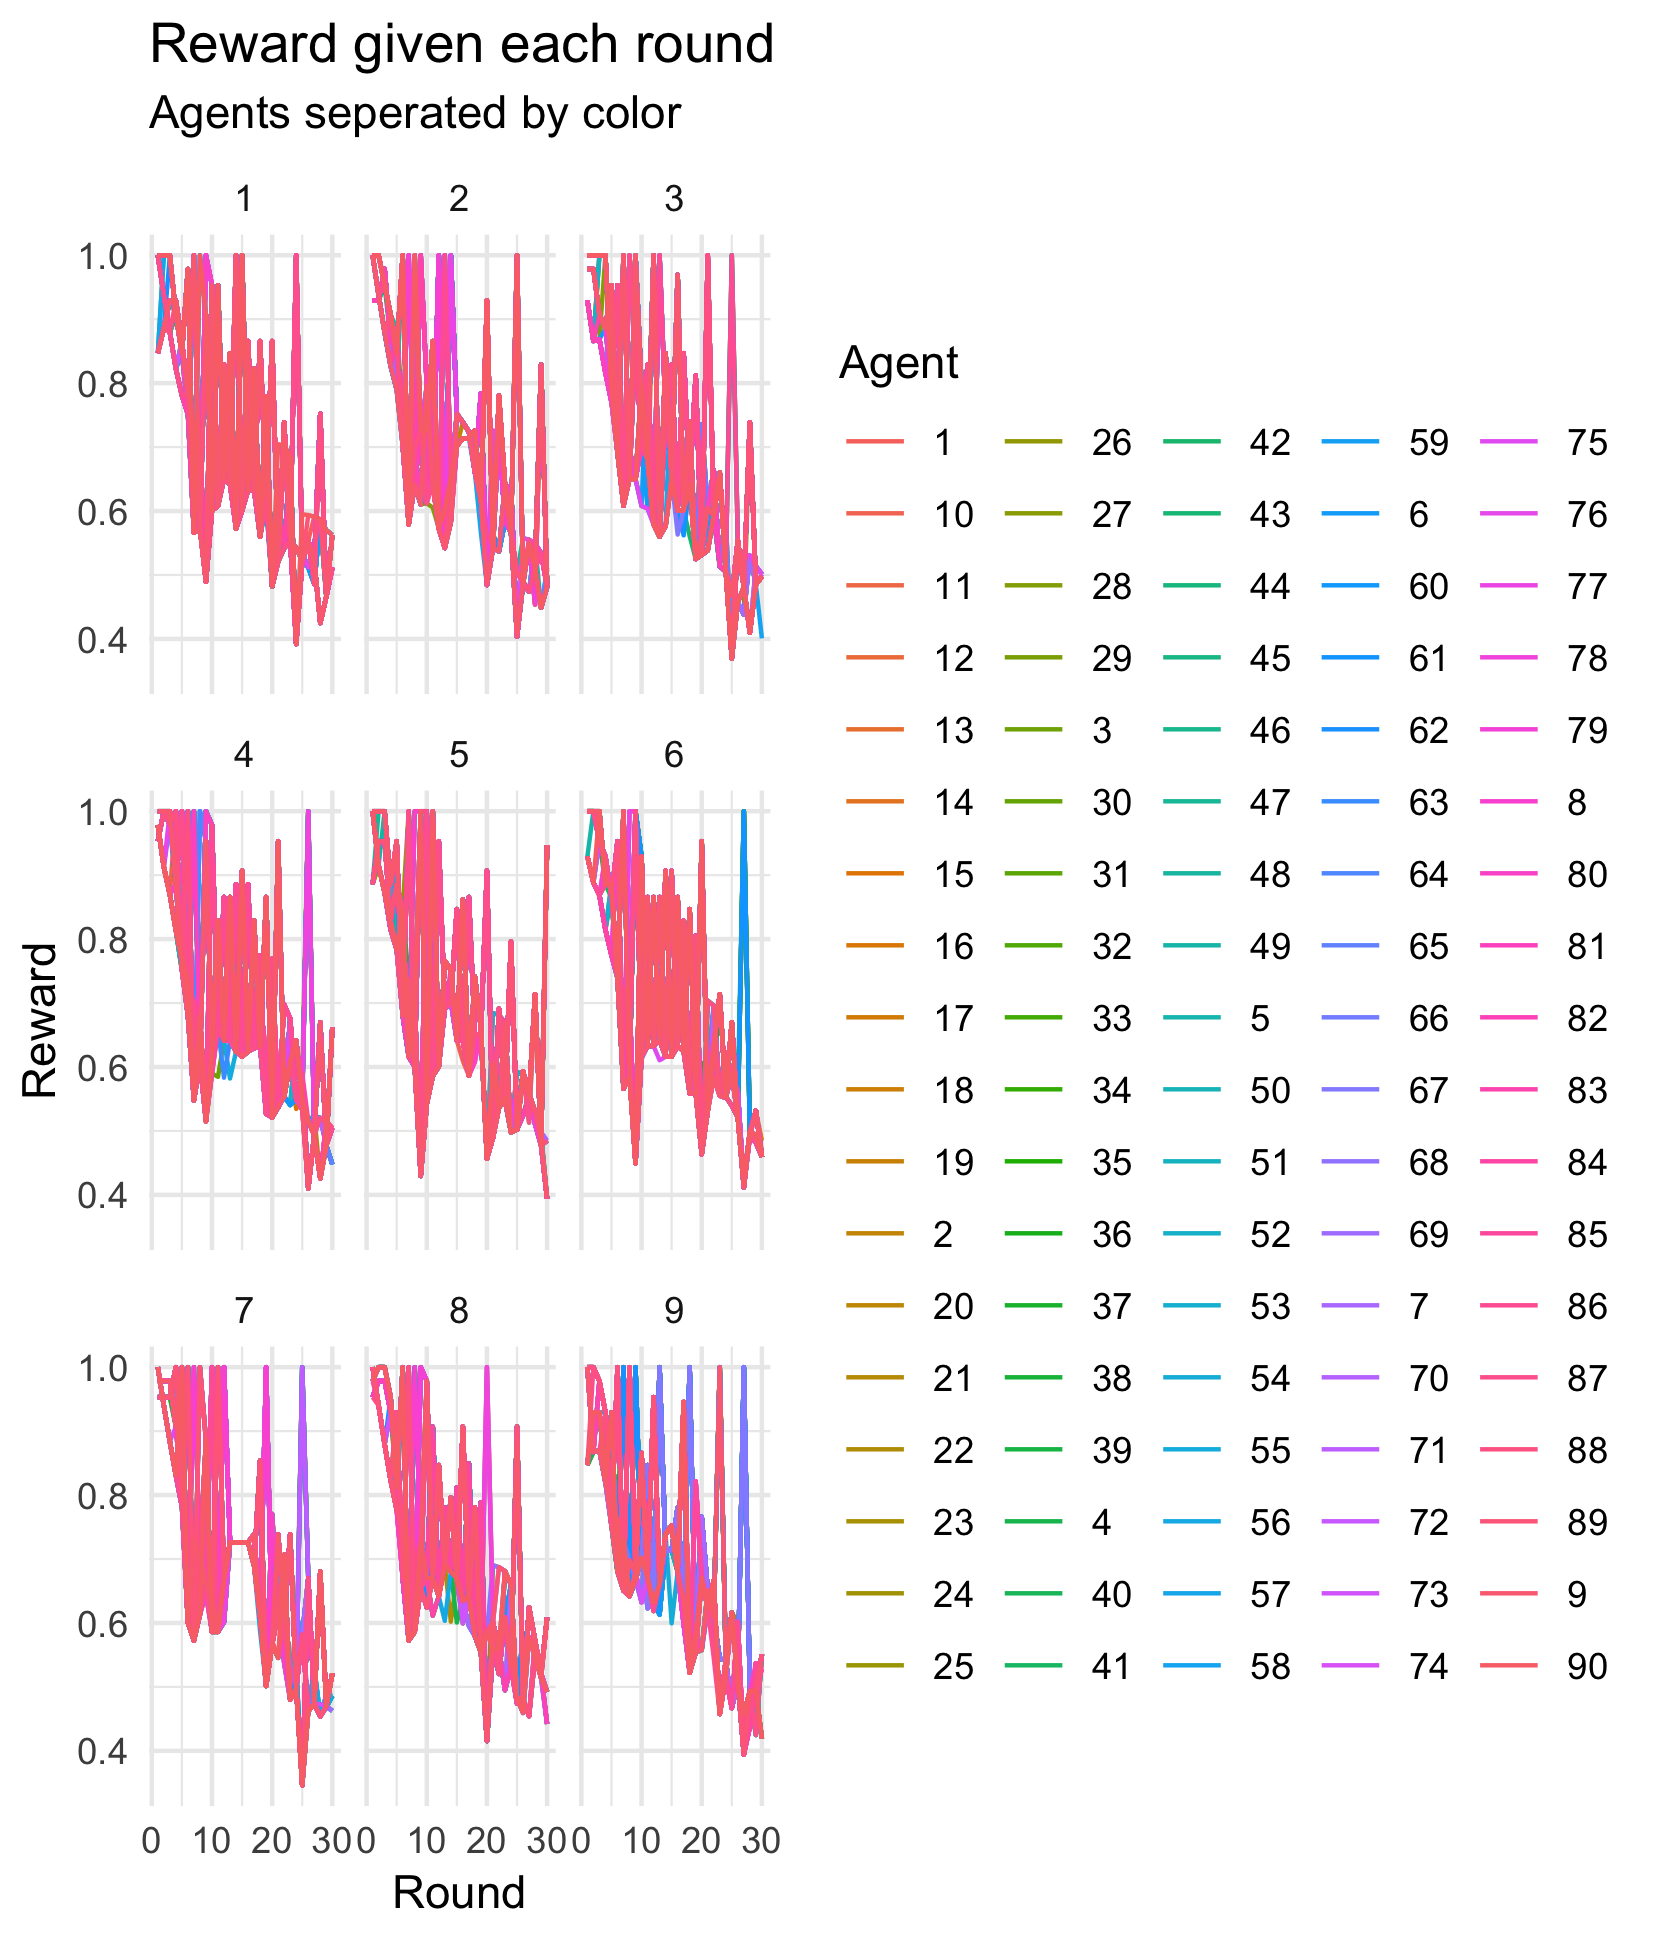 Reward given each round
Agents seperated by color
1 2 3
1.0
0.8
0.6
0.4
4 5 6
1.0
0.8
0.6
0.4
7 8 9
1.0
0.8
0.6
0.4
0 10 20 30 0 10 20 30 0 10 20 30
Round
Reward
Agent
1 26 42 59 75
10 27 43 6 76
11 28 44 60 77
12 29 45 61 78
13 3 46 62 79
14 30 47 63 8
15 31 48 64 80
16 32 49 65 81
17 33 5 66 82
18 34 50 67 83
19 35 51 68 84
2 36 52 69 85
20 37 53 7 86
21 38 54 70 87
22 39 55 71 88
23 4 56 72 89
24 40 57 73 9
25 41 58 74 90